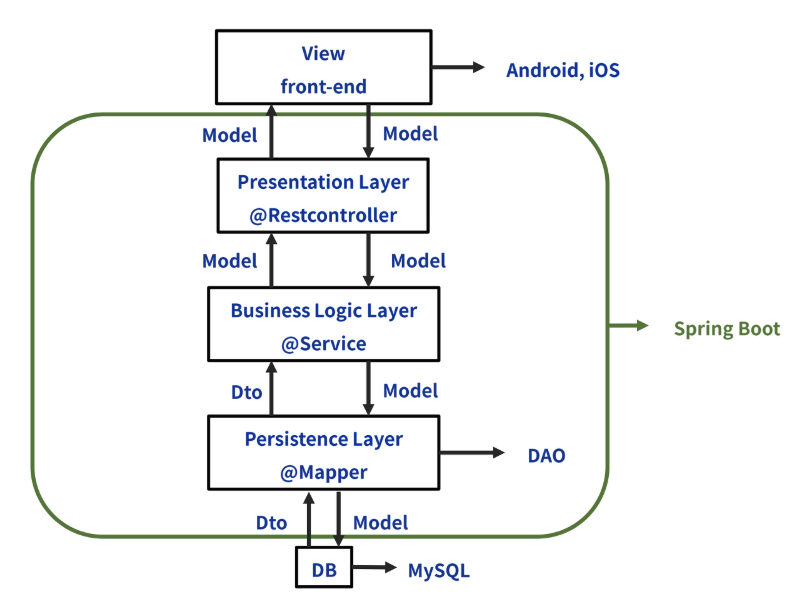 View
front-end
Android, iOS
Model
Model
Presentation Layer
@Restcontroller
Model
Model
Business Logic Layer
@Service
Spring Boot
Dto
Model
Persistence Layer
@Mapper
DAO
Dto
Model
DB
MySQL